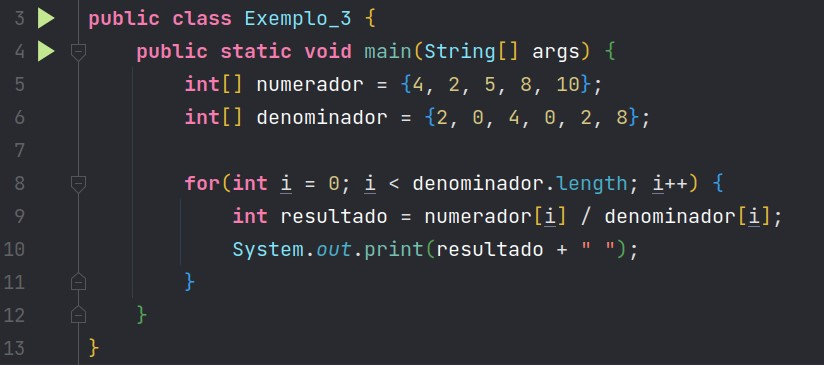 3 public class Exemplo_3 {
4 public static void main(String[] args) {
5 int[] numerador = {4, 2, 5, 8, 10};
6 int[] denominador = {2, 0, 4, 0, 2, 8};
7
8 for(int i = 0; i < denominador.length; i++) {
9 int resultado = numerador[i] / denominador[i];
10 System.out.print(resultado + " ");
11 }
12 }
13 }